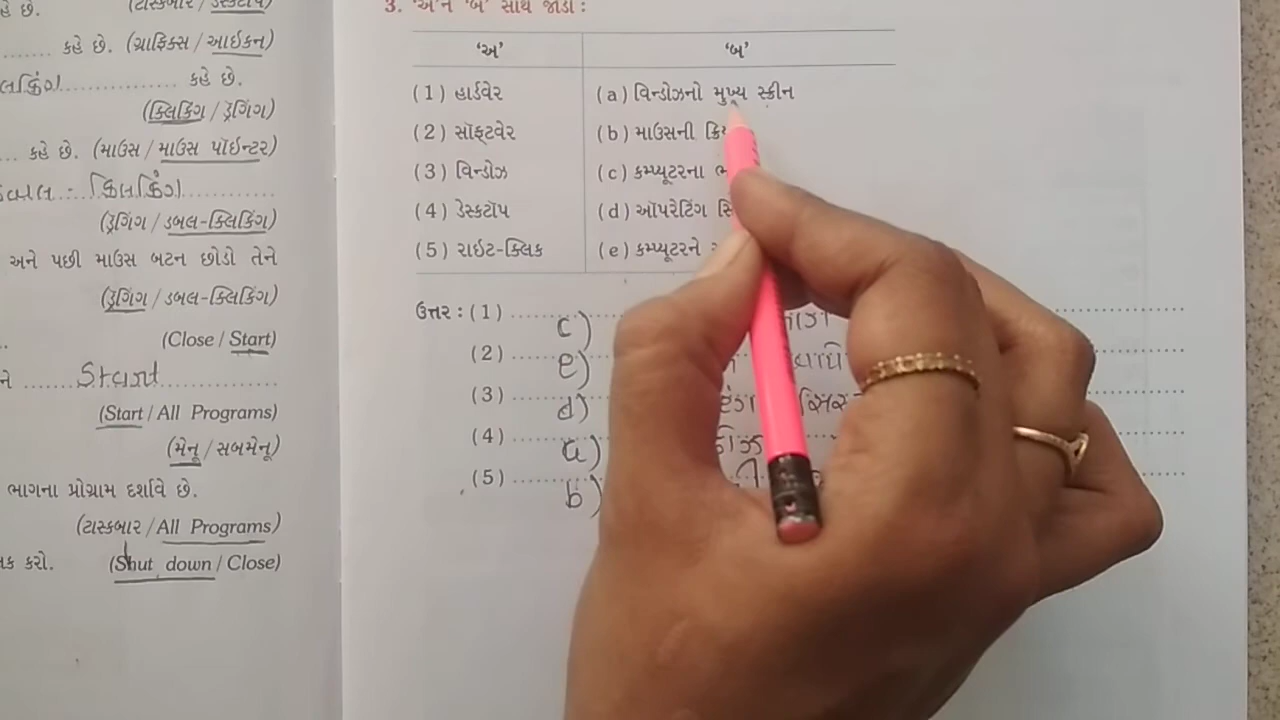 હે છે. (ટાસ્કબાર / ડેસ્કટૉપ)
....... કહે છે. (ગ્રાફિક્સ / આઇકન)
કહે છે.
(ક્લિકિંગ / ડ્રૅગિંગ)
... કહે છે. (માઉસ / માઉસ પૉઇન્ટર)
ડબલ - ક્લિકિંગ
(ડ્રૅગિંગ / ડબલ-ક્લિકિંગ)
અને પછી માઉસ બટન છોડો તેને
(ડ્રૅગિંગ / ડબલ-ક્લિકિંગ)
(Close / Start)
ને ....... Start .......
(Start / All Programs)
(મેનૂ / સબમેનૂ)
ભાગના પ્રોગ્રામ દર્શાવે છે.
(ટાસ્કબાર / All Programs)
ક કરો. (Shut down / Close)
3. 'અ'ને 'બ' સાથે જોડો :
'અ' 'બ'
(1) હાર્ડવેર (a) વિન્ડોઝનો મુખ્ય સ્ક્રીન
(2) સૉફ્ટવેર (b) માઉસની
(3) વિન્ડોઝ (c) કમ્પ્યૂટરના
(4) ડેસ્કટૉપ (d) ઑપરેટિંગ
(5) રાઇટ-ક્લિક (e) કમ્પ્યૂટરને
ઉત્તર : (1) c)
(2) e)
(3) d)
(4) a)
(5) b)